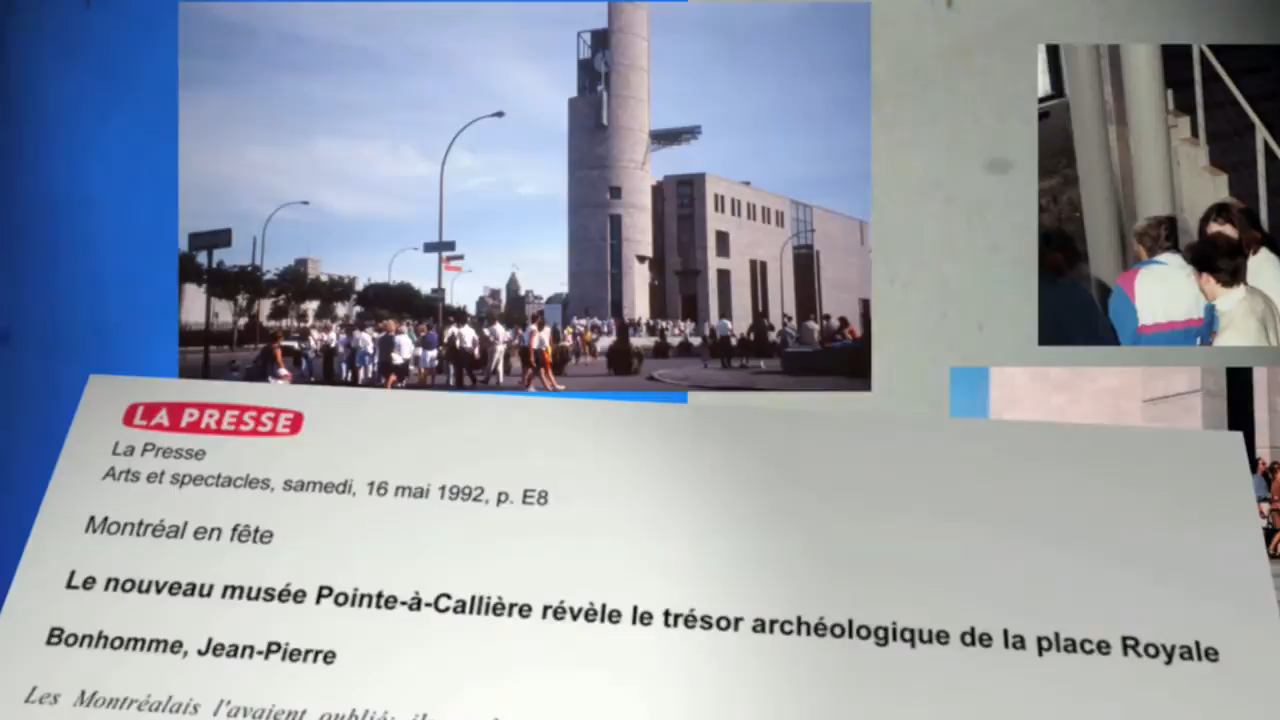 LA PRESSE
La Presse
Arts et spectacles, samedi, 16 mai 1992, p. E8
Montréal en fête
Le nouveau musée Pointe-à-Callière révèle le trésor archéologique de la place Royale
Bonhomme, Jean-Pierre
Les Montréalais l'avaient